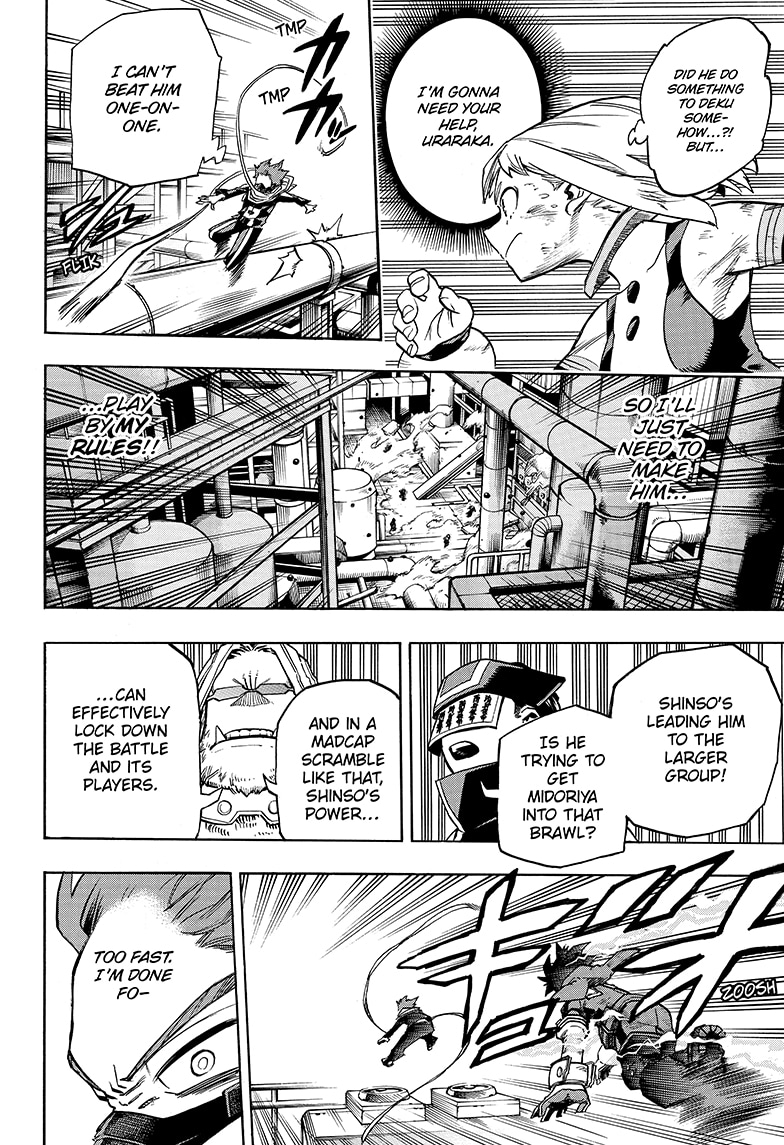 DID HE DO
SOMETHING
TO DEKU
SOME-
HOW...?!
BUT...
I'M GONNA
NEED YOUR
HELP,
URARAKA.
TMP
TMP
カ
カッ
I CAN'T
BEAT HIM
ONE-ON-
ONE.
FLIK
SO I'LL
JUST
NEED TO
MAKE
HIM...
...PLAY
BY MY
RULES!!
SHINSO'S
LEADING HIM
TO THE
LARGER
GROUP!
IS HE
TRYING TO
GET
MIDORIYA
INTO THAT
BRAWL?
AND IN A
MADCAP
SCRAMBLE
LIKE THAT,
SHINSO'S
POWER...
...CAN
EFFECTIVELY
LOCK DOWN
THE BATTLE
AND ITS
PLAYERS.
ZOOSH
TOO FAST.
I'M DONE
FO-